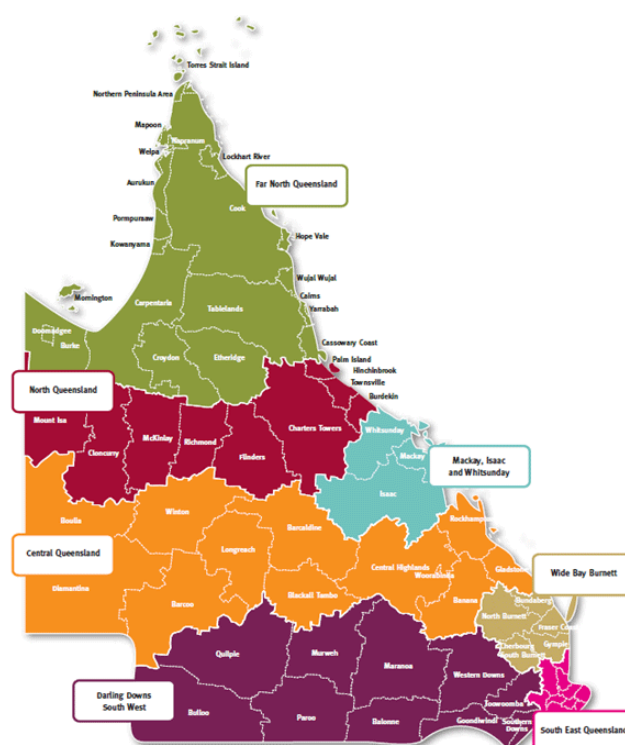 Torres Strait Island
Northern Peninsula Area
Mapoon
Napranum
Weipa
Lockhart River
Aurukun
Far North Queensland
Cook
Pormpuraaw
Hope Vale
Kowanyama
Wujal Wujal
Mornington
Cairns
Carpentaria
Tablelands
Yarrabah
Doomadgee
Burke
Cassowary Coast
Croydon
Etheridge
Palm Island
Hinchinbrook
North Queensland
Townsville
Burdekin
Mount Isa
McKinlay
Richmond
Charters Towers
Whitsunday
Cloncurry
Flinders
Mackay
Mackay, Isaac
and Whitsunday
Isaac
Boulia
Winton
Barcaldine
Rockhampton
Central Queensland
Longreach
Central Highlands
Woorabinda
Gladstone
Wide Bay Burnett
Diamantina
Barcoo
Blackall Tambo
Banana
Bundaberg
North Burnett
Fraser Coast
Cherbourg
South Burnett
Gympie
Quilpie
Murweh
Maranoa
Western Downs
Darling Downs
South West
Toowoomba
Bulloo
Paroo
Balonne
Goondiwindi
Southern
Downs
South East Queensland